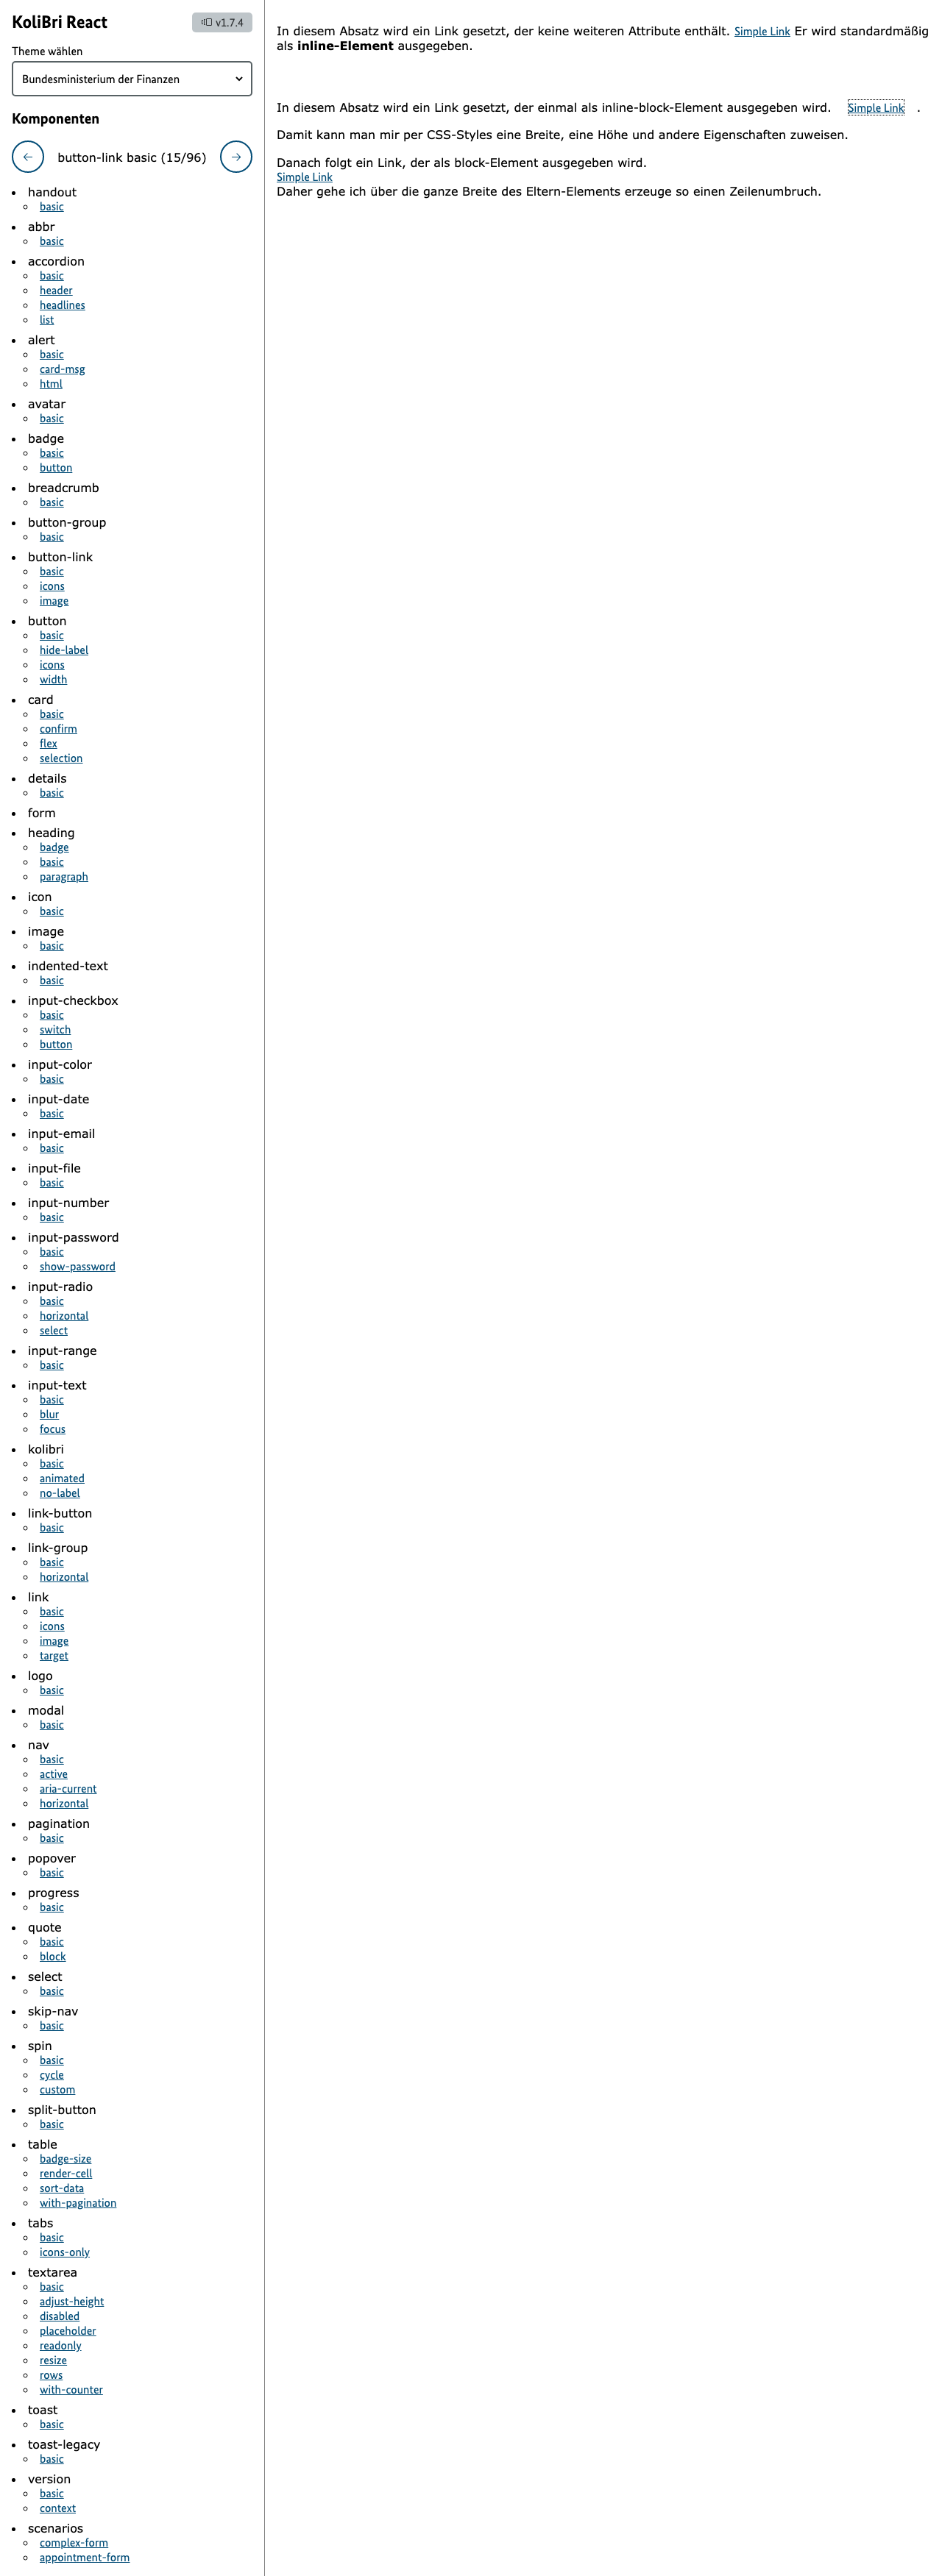 KoliBri React
v1.7.4
Theme wählen
Bundesministerium der Finanzen
Komponenten
button-link basic (15/96)
handout
basic
abbr
basic
accordion
basic
header
headlines
list
alert
basic
card-msg
html
avatar
basic
badge
basic
button
breadcrumb
basic
button-group
basic
button-link
basic
icons
image
button
basic
hide-label
icons
width
card
basic
confirm
flex
selection
details
basic
form
heading
badge
basic
paragraph
icon
basic
image
basic
indented-text
basic
input-checkbox
basic
switch
button
input-color
basic
input-date
basic
input-email
basic
input-file
basic
input-number
basic
input-password
basic
show-password
input-radio
basic
horizontal
select
input-range
basic
input-text
basic
blur
focus
kolibri
basic
animated
no-label
link-button
basic
link-group
basic
horizontal
link
basic
icons
image
target
logo
basic
modal
basic
nav
basic
active
aria-current
horizontal
pagination
basic
popover
basic
progress
basic
quote
basic
block
select
basic
skip-nav
basic
spin
basic
cycle
custom
split-button
basic
table
badge-size
render-cell
sort-data
with-pagination
tabs
basic
icons-only
textarea
basic
adjust-height
disabled
placeholder
readonly
resize
rows
with-counter
toast
basic
toast-legacy
basic
version
basic
context
scenarios
complex-form
appointment-form
In diesem Absatz wird ein Link gesetzt, der keine weiteren Attribute enthält. Simple Link Er wird standardmäßig
als inline-Element ausgegeben.
In diesem Absatz wird ein Link gesetzt, der einmal als inline-block-Element ausgegeben wird. Simple Link .
Damit kann man mir per CSS-Styles eine Breite, eine Höhe und andere Eigenschaften zuweisen.
Danach folgt ein Link, der als block-Element ausgegeben wird.
Simple Link
Daher gehe ich über die ganze Breite des Eltern-Elements erzeuge so einen Zeilenumbruch.